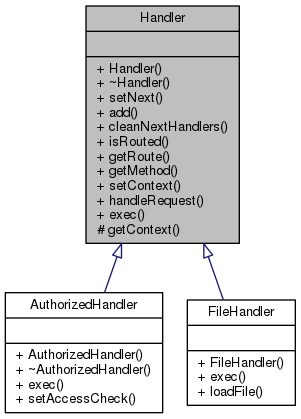 Handler
+ Handler()
+ ~Handler()
+ setNext()
+ add()
+ cleanNextHandlers()
+ isRouted()
+ getRoute()
+ getMethod()
+ setContext()
+ handleRequest()
+ exec()
# getContext()
AuthorizedHandler
+ AuthorizedHandler()
+ ~AuthorizedHandler()
+ exec()
+ setAccessCheck()
FileHandler
+ FileHandler()
+ exec()
+ loadFile()